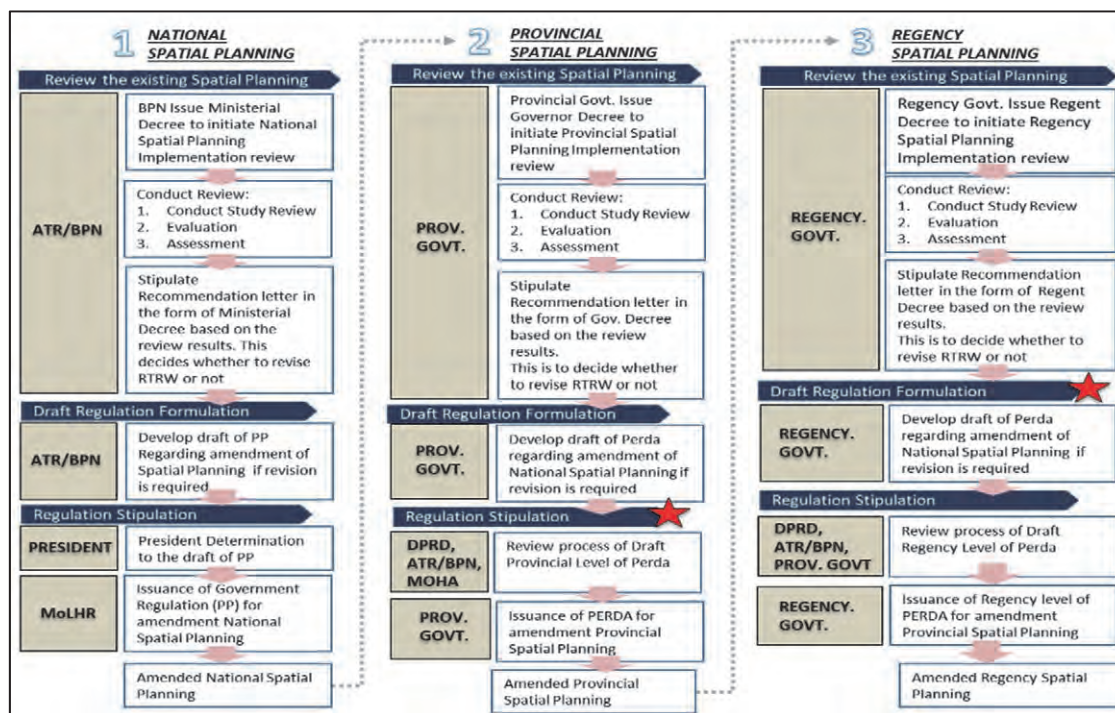 1 NATIONAL
SPATIAL PLANNING
Review the existing Spatial Planning
ATR/BPN
BPN Issue Ministerial
Decree to initiate National
Spatial Planning
Implementation review
Conduct Review:
1. Conduct Study Review
2. Evaluation
3. Assessment
Stipulate
Recommendation letter in
the form of Ministerial
Decree based on the
review results. This
decides whether to revise
RTRW or not
Draft Regulation Formulation
ATR/BPN
Develop draft of PP
Regarding amendment of
Spatial Planning if revision
is required
Regulation Stipulation
PRESIDENT
President Determination
to the draft of PP
MoLHR
Issuance of Government
Regulation (PP) for
amendment National
Spatial Planning
Amended National Spatial
Planning
2 PROVINCIAL
SPATIAL PLANNING
Review the existing Spatial Planning
PROV.
GOVT.
Provincial Govt. Issue
Governor Decree to
initiate Provincial Spatial
Planning Implementation
review
Conduct Review:
1. Conduct Study Review
2. Evaluation
3. Assessment
Stipulate
Recommendation letter in
the form of Gov. Decree
based on the review
results.
This is to decide whether
to revise RTRW or not
Draft Regulation Formulation
PROV.
GOVT.
Develop draft of Perda
regarding amendment of
National Spatial Planning if
revision is required
Regulation Stipulation
DPRD,
ATR/BPN,
MOHA
Review process of Draft
Provincial Level of Perda
PROV.
GOVT.
Issuance of PERDA for
amendment Provincial
Spatial Planning
Amended Provincial
Spatial Planning
3 REGENCY
SPATIAL PLANNING
Review the existing Spatial Planning
REGENCY.
GOVT.
Regency Govt. Issue Regent
Decree to initiate Regency
Spatial Planning
Implementation review
Conduct Review:
1. Conduct Study Review
2. Evaluation
3. Assessment
Stipulate Recommendation
letter in the form of Regent
Decree based on the review
results.
This is to decide whether to
revise RTRW or not
Draft Regulation Formulation
REGENCY.
GOVT.
Develop draft of Perda
regarding amendment of
National Spatial Planning if
revision is required
Regulation Stipulation
DPRD,
ATR/BPN,
PROV. GOVT
Review process of Draft
Regency Level of Perda
REGENCY.
GOVT.
Issuance of Regency level of
PERDA for amendment
Provincial Spatial Planning
Amended Regency Spatial
Planning